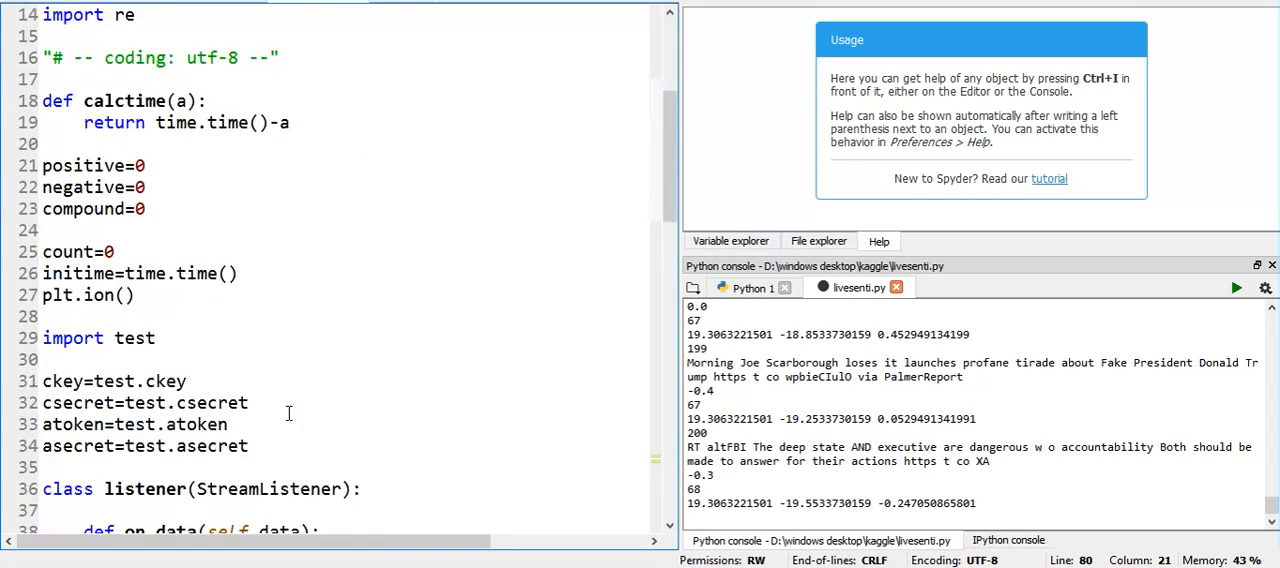 14 import re
15
16 "# -- coding: utf-8 --"
17
18 def calctime(a):
19 return time.time()-a
20
21 positive=0
22 negative=0
23 compound=0
24
25 count=0
26 initime=time.time()
27 plt.ion()
28
29 import test
30
31 ckey=test.ckey
32 csecret=test.csecret
33 atoken=test.atoken
34 asecret=test.asecret
35
36 class listener(StreamListener):
37
38 def on_data(self,data):
Usage
Here you can get help of any object by pressing Ctrl+I in
front of it, either on the Editor or the Console.
Help can also be shown automatically after writing a left
parenthesis next to an object. You can activate this
behavior in Preferences > Help.
New to Spyder? Read our tutorial
Variable explorer File explorer Help
Python console - D:\windows desktop\kaggle\livesenti.py
Python 1 livesenti.py
0.0
67
19.3063221501 -18.8533730159 0.452949134199
199
Morning Joe Scarborough loses it launches profane tirade about Fake President Donald Tr
ump https t co wpbieCIulO via PalmerReport
-0.4
67
19.3063221501 -19.2533730159 0.0529491341991
200
RT altFBI The deep state AND executive are dangerous w o accountability Both should be
made to answer for their actions https t co XA
-0.3
68
19.3063221501 -19.5533730159 -0.247050865801
Python console - D:\windows desktop\kaggle\livesenti.py IPython console
Permissions: RW End-of-lines: CRLF Encoding: UTF-8 Line: 80 Column: 21 Memory: 43 %